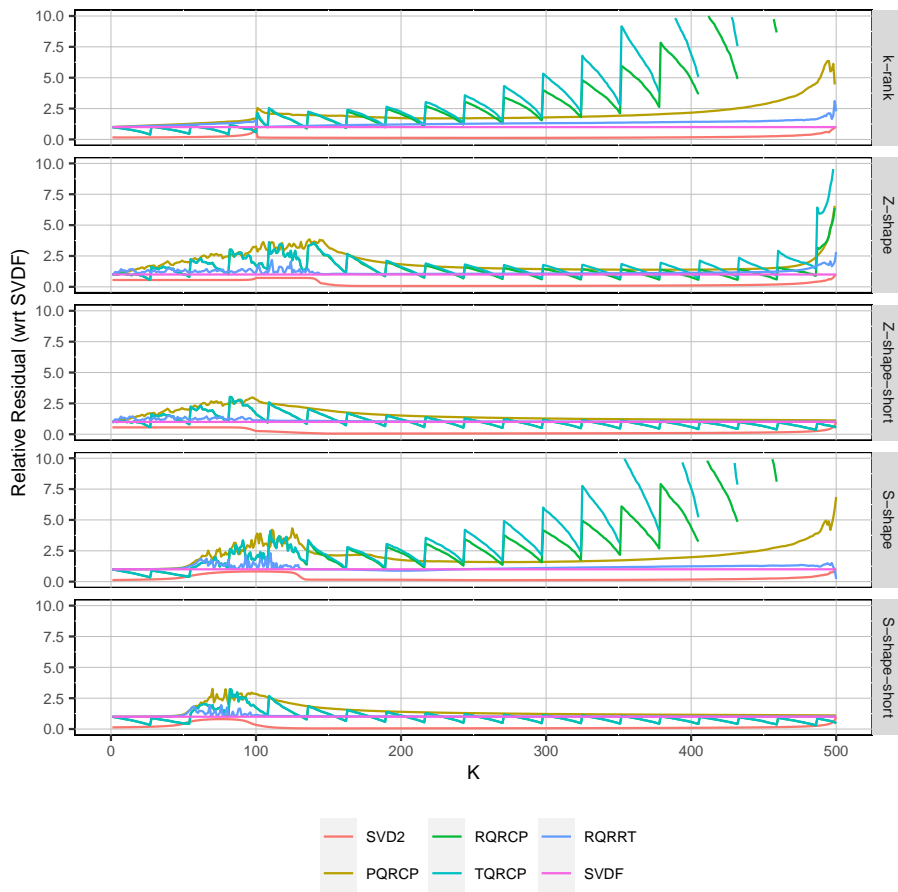 10.0
7.5
5.0
2.5
0.0
k−rank
10.0
7.5
5.0
2.5
0.0
Z−shape
10.0
7.5
5.0
2.5
0.0
Z−shape−short
10.0
7.5
5.0
2.5
0.0
S−shape
10.0
7.5
5.0
2.5
0.0
S−shape−short
Relative Residual (wrt SVDF)
0 100 200 300 400 500
K
SVD2 RQRCP RQRRT
PQRCP TQRCP SVDF